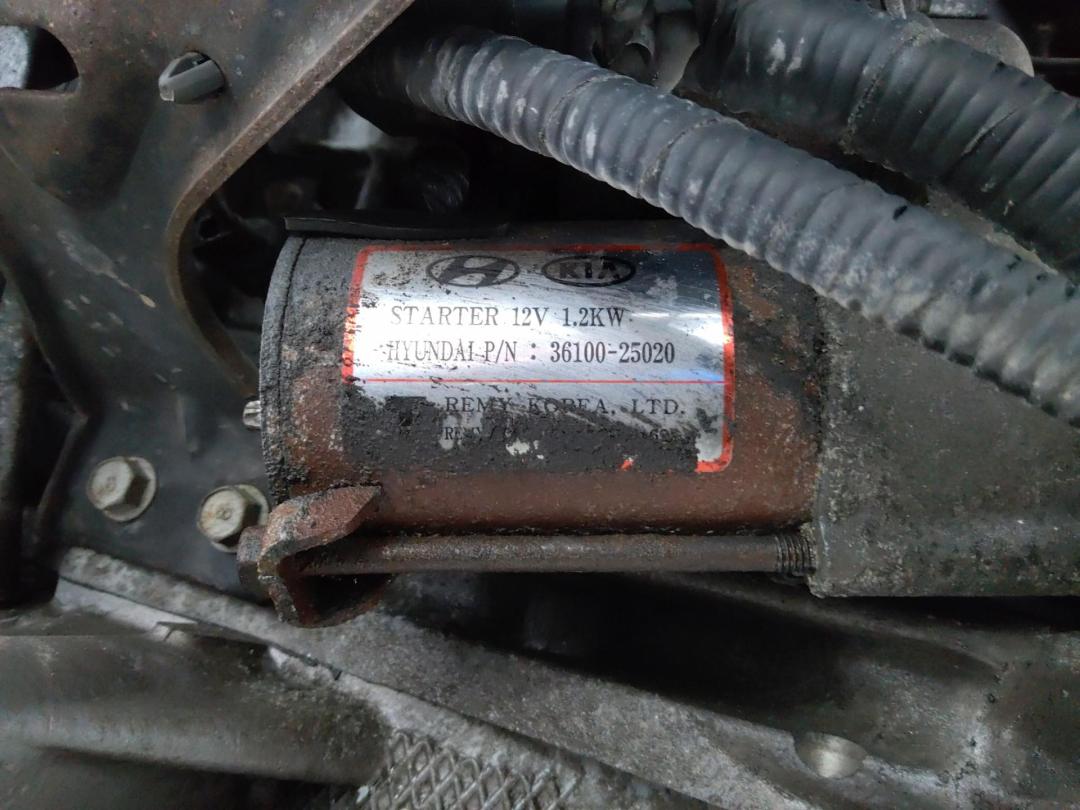 KIA
STARTER 12V 1.2KW
HYUNDAI P/N : 36100-25020
REMY KOREA, LTD.